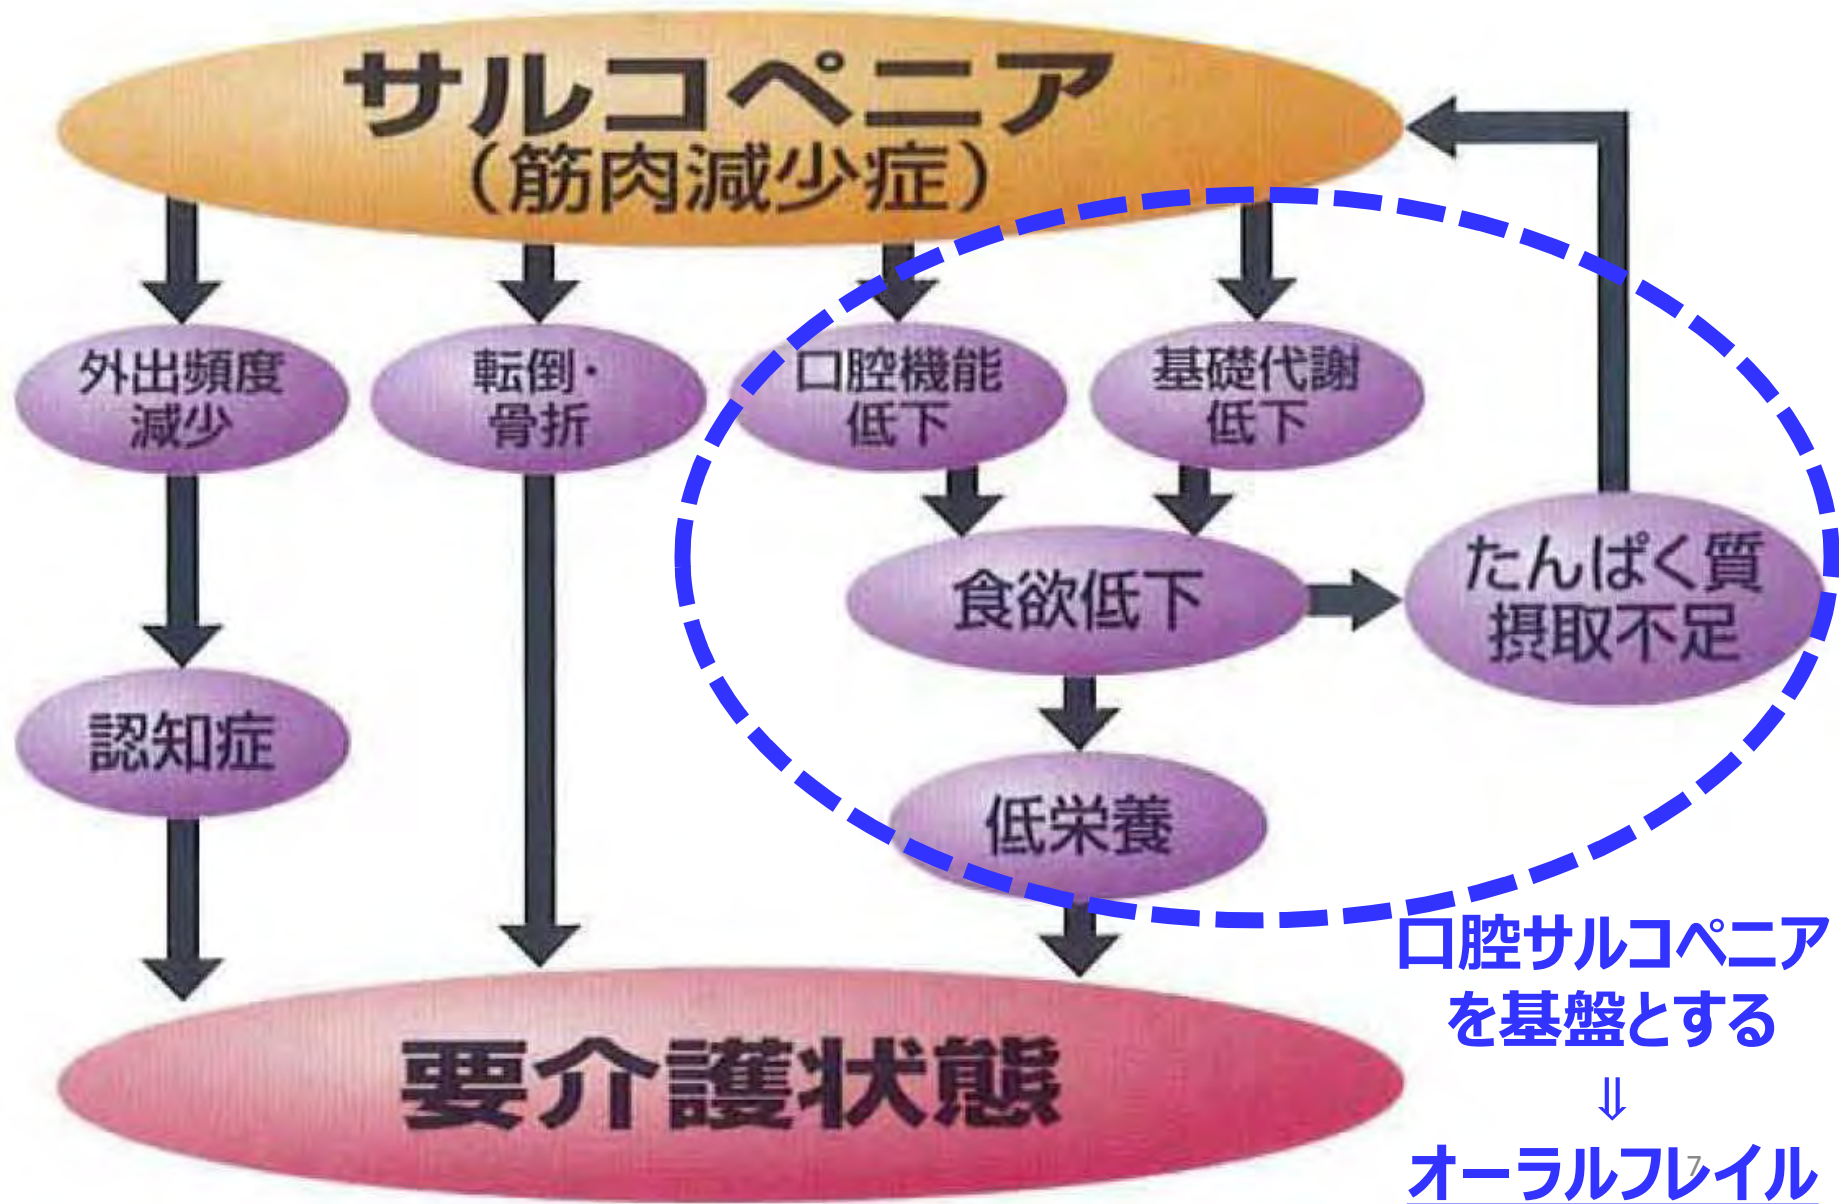 サルコペニア
（筋肉減少症）
外出頻度
減少
転倒・
骨折
口腔機能
低下
基礎代謝
低下
食欲低下
たんぱく質
摂取不足
認知症
低栄養
口腔サルコペニア
を基盤とする
⇓
オーラルフレイル
要介護状態
7